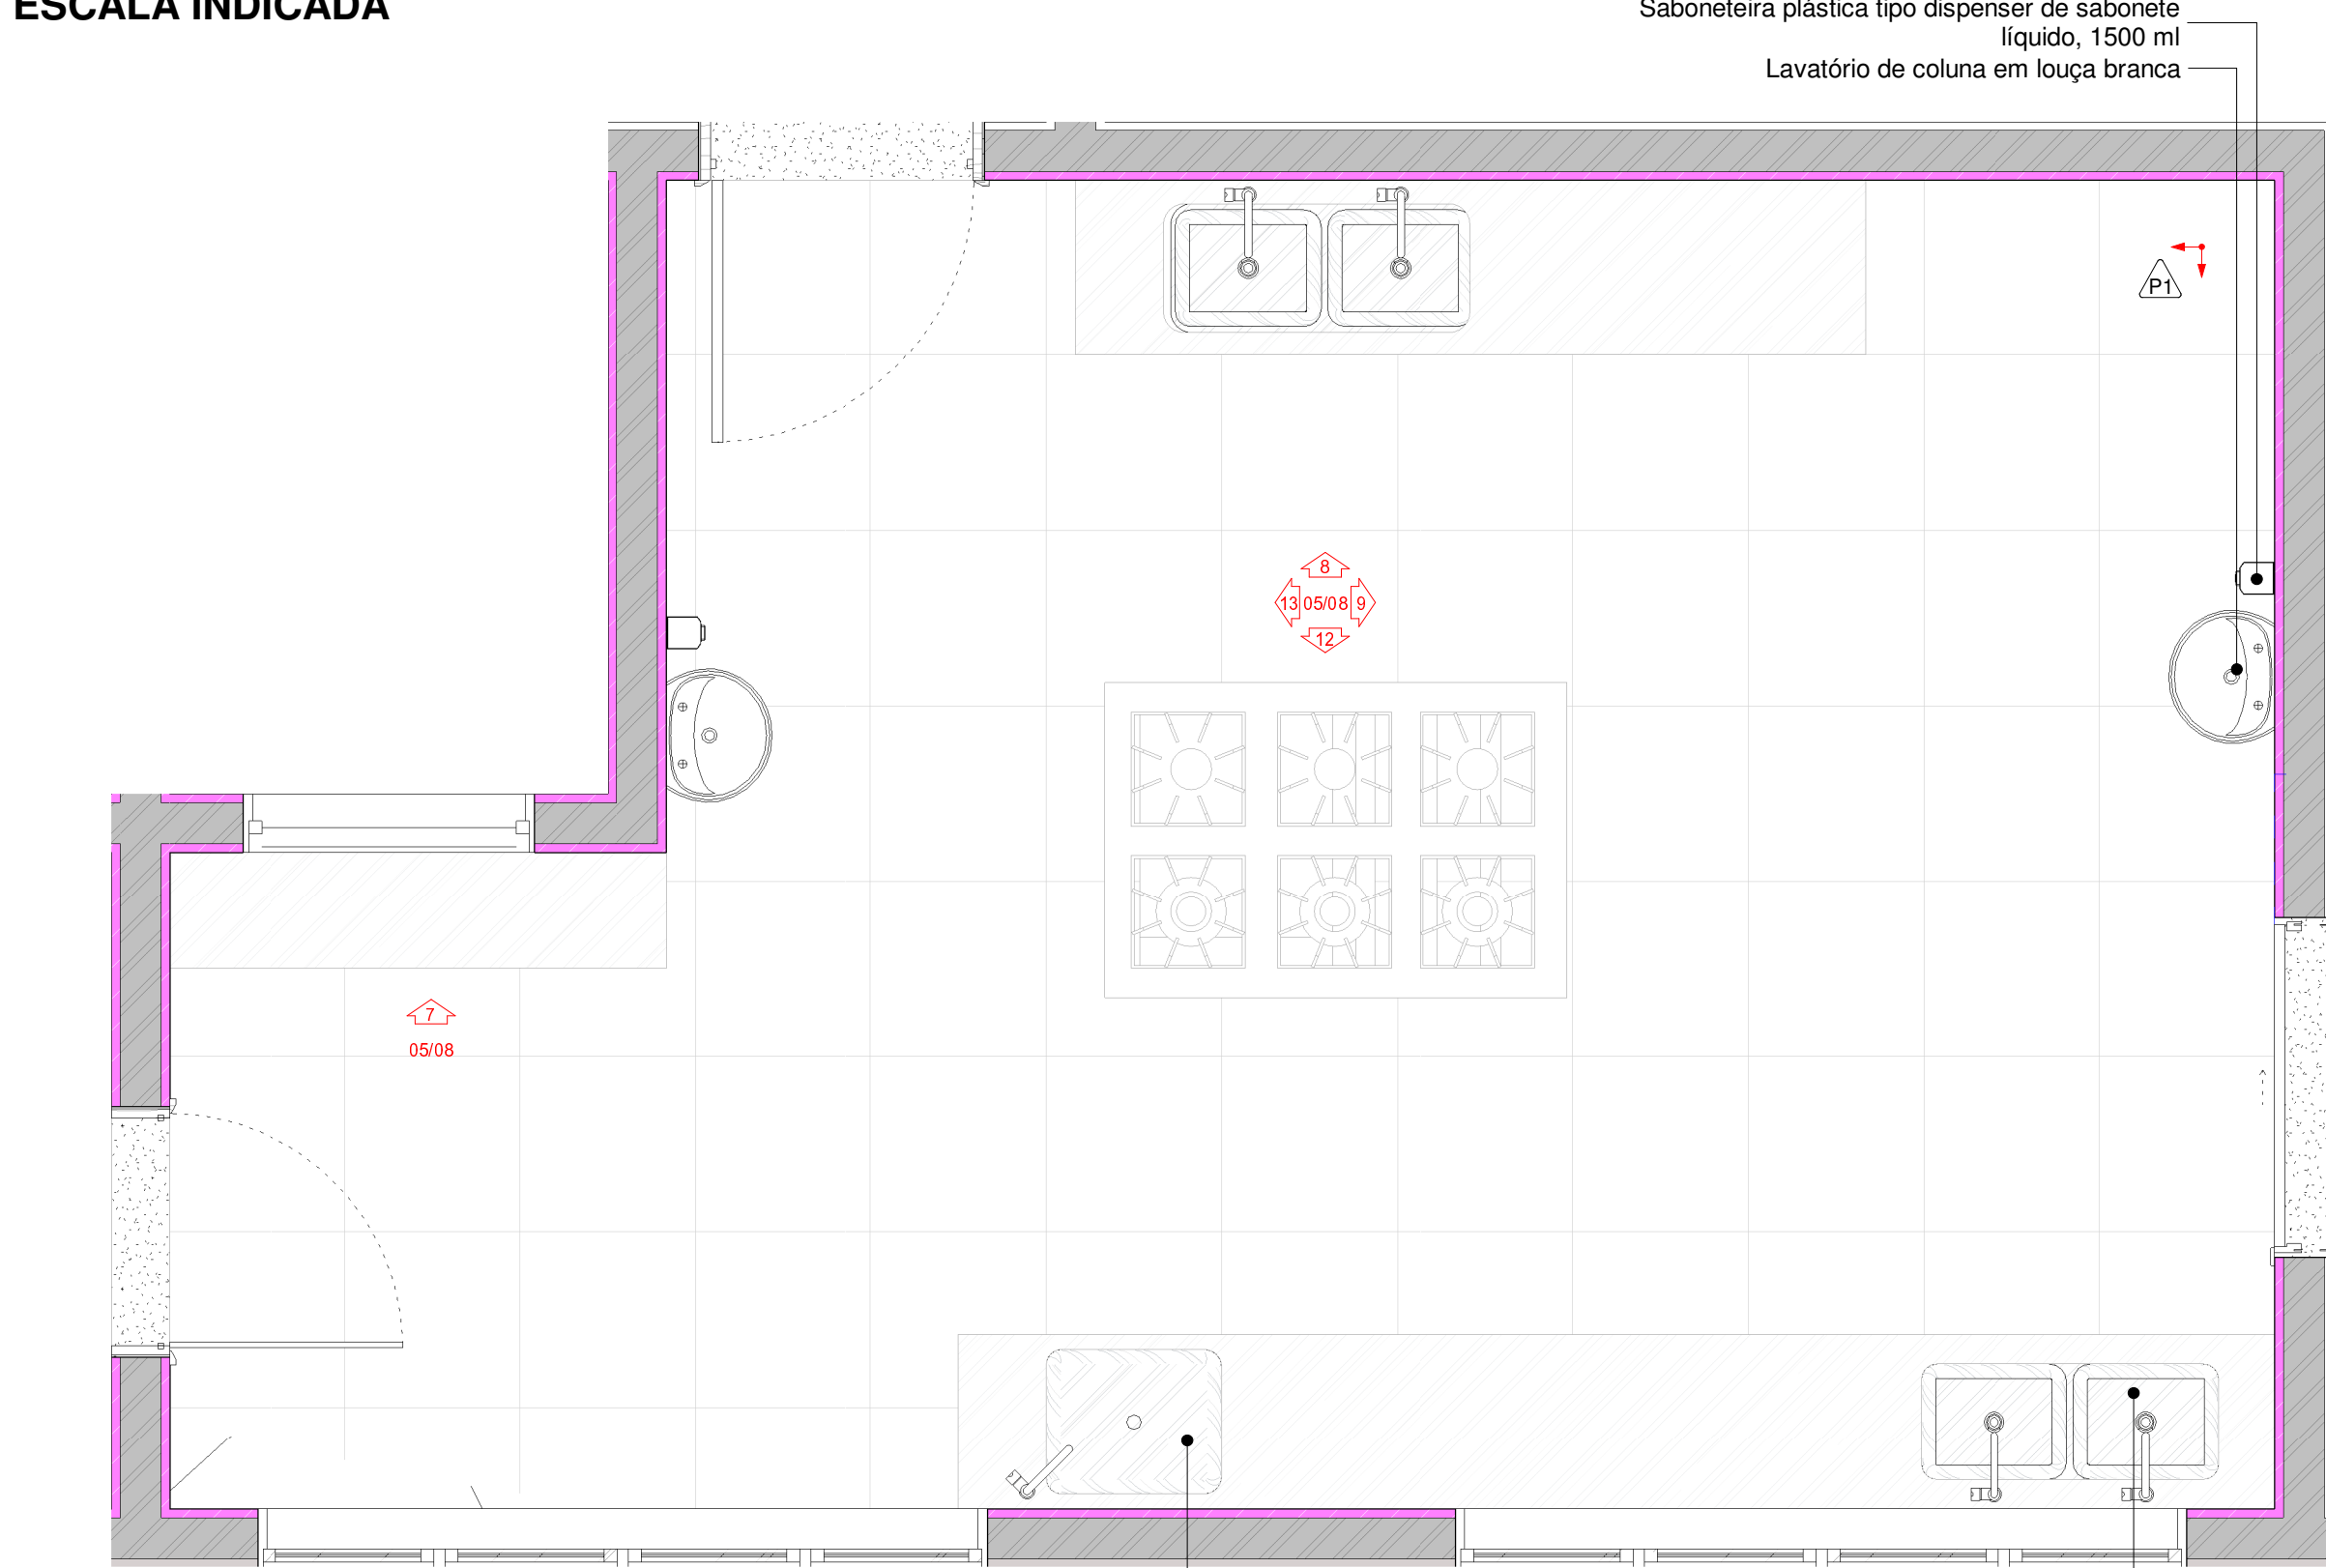 ESCALA INDICADA
Saboneteira plástica tipo dispenser de sabonete
líquido, 1500 ml
Lavatório de coluna em louça branca
P1
8
13 05/08 9
12
7
05/08